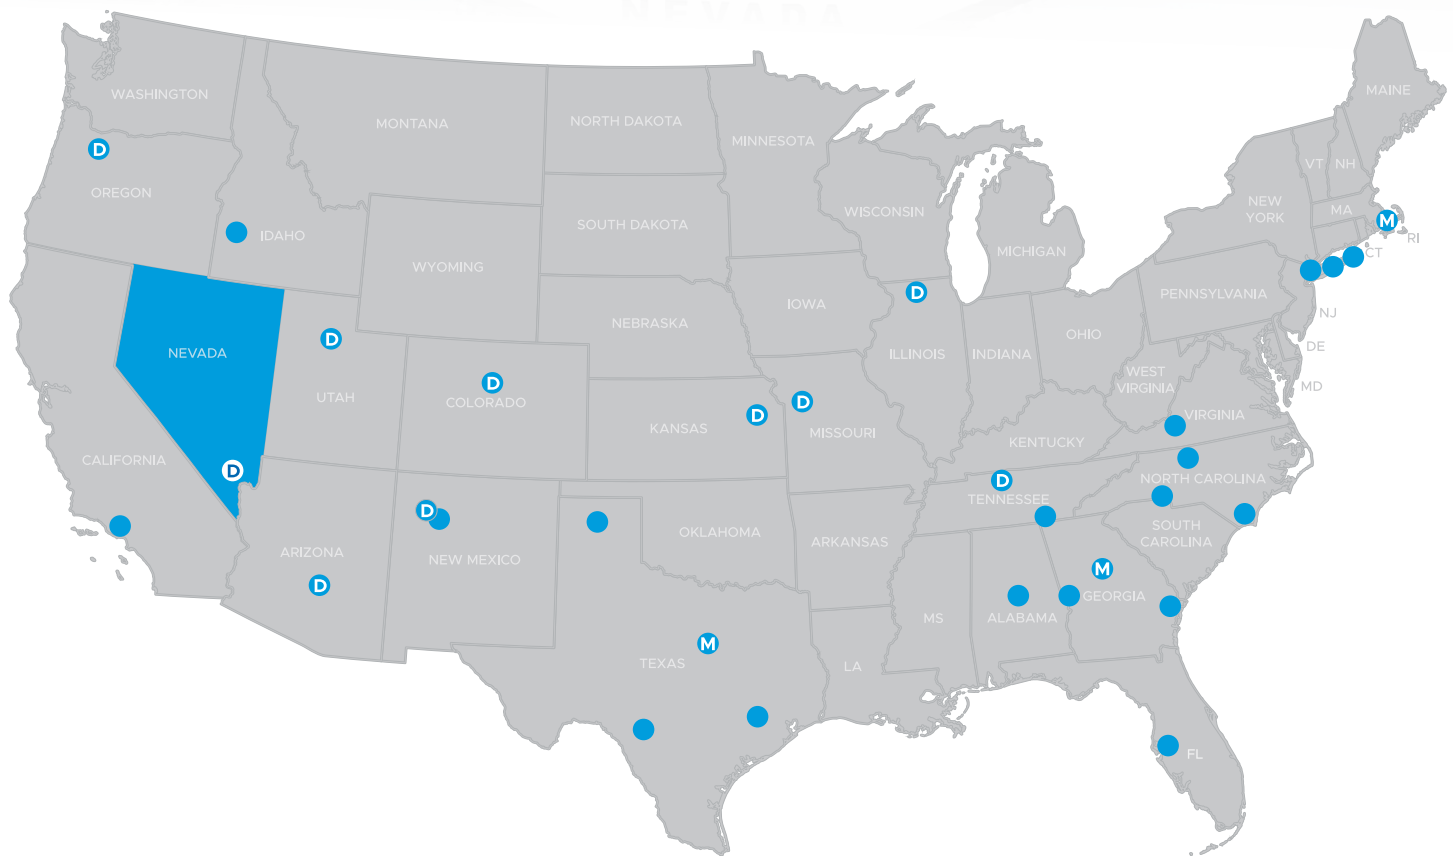 NEVADA
WASHINGTON
MONTANA
NORTH DAKOTA
MINNESOTA
MAINE
D
OREGON
VT
NH
SOUTH DAKOTA
WISCONSIN
NEW
YORK
MA
M
RI
IDAHO
WYOMING
MICHIGAN
CT
D
IOWA
PENNSYLVANIA
NEBRASKA
NJ
D
OHIO
NEVADA
ILLINOIS
INDIANA
DE
D
UTAH
COLORADO
WEST
VIRGINIA
MD
D
D
KANSAS
MISSOURI
VIRGINIA
KENTUCKY
CALIFORNIA
D
D
TENNESSEE
NORTH CAROLINA
D
NEW MEXICO
OKLAHOMA
ARKANSAS
SOUTH
CAROLINA
ARIZONA
D
M
GEORGIA
ALABAMA
MS
M
TEXAS
LA
FL